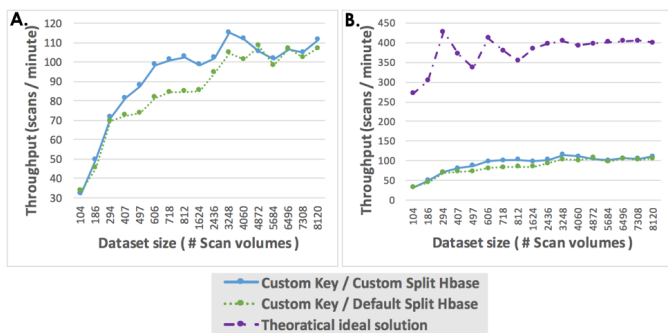 A.
Throughput (scans / minute)
120
110
100
90
80
70
60
50
40
30
104 186 294 407 497 606 718 812 1624 2436 3248 4060 4872 5684 6496 7308 8120
Dataset size ( # Scan volumes )
B.
Throughput (scans / minute)
450
400
350
300
250
200
150
100
50
0
104 186 294 407 497 606 718 812 1624 2436 3248 4060 4872 5684 6496 7308 8120
Dataset size ( # Scan volumes )
Custom Key / Custom Split Hbase
Custom Key / Default Split Hbase
Theoratical ideal solution